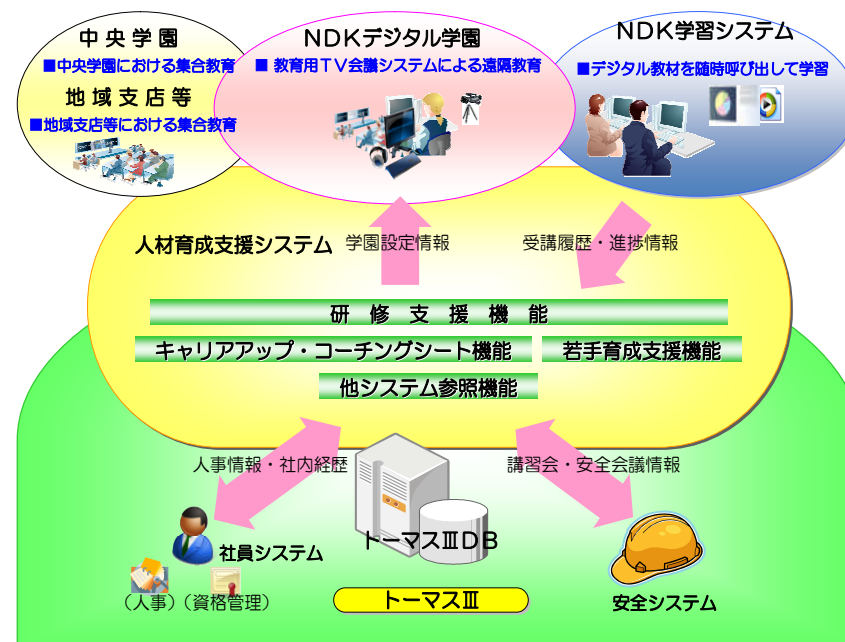 中央学園
■中央学園における集合教育
地域支店等
■地域支店等における集合教育
NDKデジタル学園
■ 教育用TV会議システムによる遠隔教育
NDK学習システム
■デジタル教材を随時呼び出して学習
人材育成支援システム
学園設定情報
受講履歴・進捗情報
研修支援機能
キャリアアップ・コーチングシート機能
若手育成支援機能
他システム参照機能
人事情報・社内経歴
講習会・安全会議情報
社員システム
トーマスⅢDB
(人事)(資格管理)
トーマスⅢ
安全システム